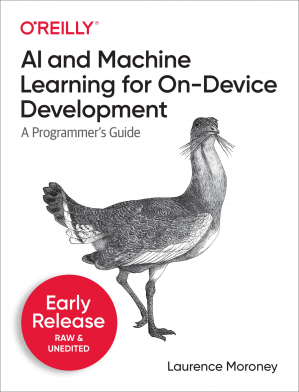 O'REILLY®
AI and Machine
Learning for On-Device
Development
A Programmer's Guide
Early
Release
RAW &
UNEDITED
Laurence Moroney